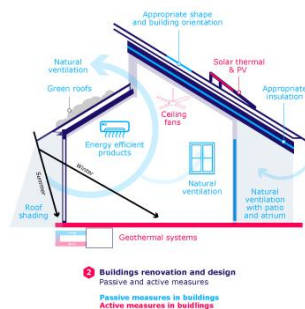 Appropriate shape
and building orientation
Natural
ventilation
Solar thermal
& PV
Green roofs
Appropriate
insulation
Ceiling
fans
Energy efficient
products
Summer
Winter
Natural
ventilation
Roof
shading
Natural
ventilation
with patio
and atrium
Geothermal systems
2 Buildings renovation and design
Passive and active measures
Passive measures in buildings
Active measures in buidlings